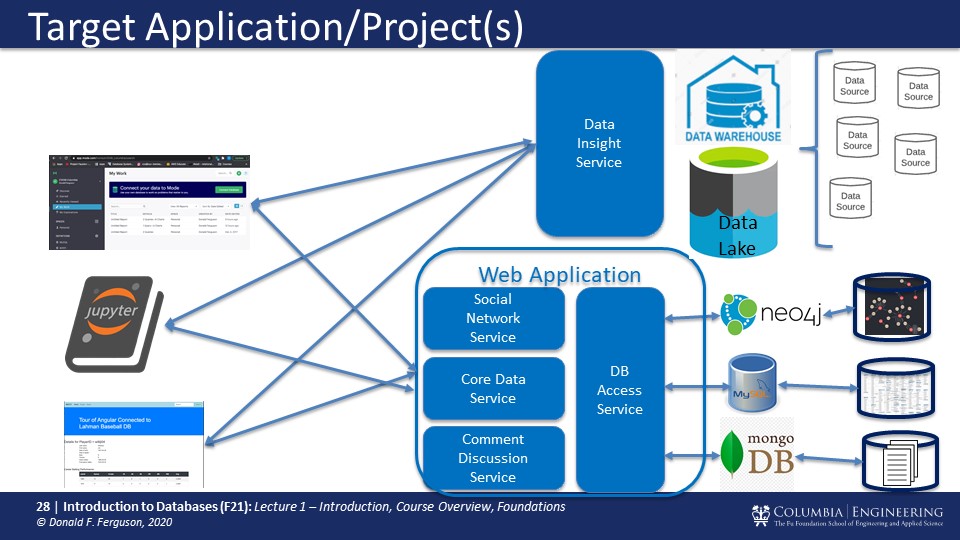 Target Application/Project(s)
Data
Insight
Service
DATA WAREHOUSE
Data
Lake
Data
Source
Data
Source
Data
Source
Data
Source
Data
Source
My Work
Connect your data to Mode
jupyter
Tour of Angular Connected to
Lahman Baseball DB
Web Application
Social
Network
Service
Core Data
Service
Comment
Discussion
Service
DB
Access
Service
neo4j
MySQL
mongo
DB
28 | Introduction to Databases (F21): Lecture 1 – Introduction, Course Overview, Foundations
© Donald F. Ferguson, 2020
COLUMBIA | ENGINEERING
The Fu Foundation School of Engineering and Applied Science